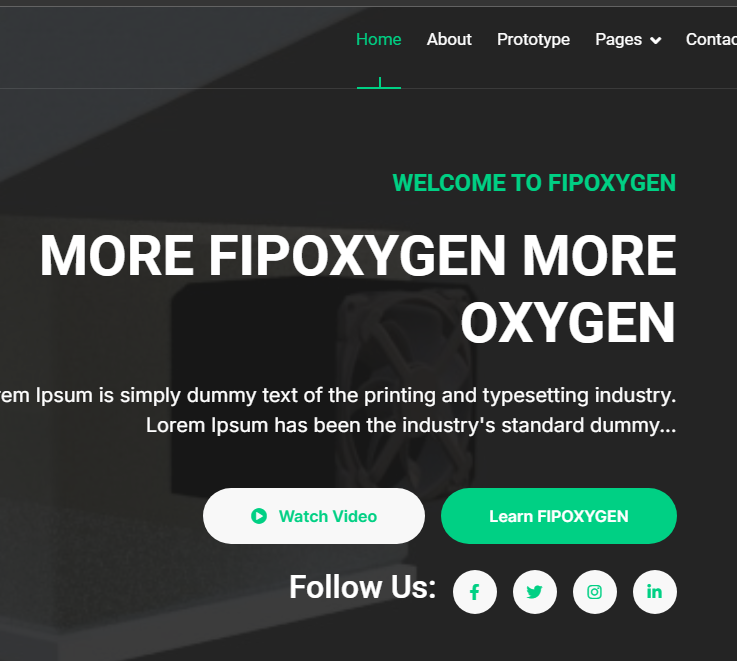 Home About Prototype Pages Contac
WELCOME TO FIPOXYGEN
MORE FIPOXYGEN MORE
OXYGEN
rem Ipsum is simply dummy text of the printing and typesetting industry.
Lorem Ipsum has been the industry's standard dummy...
Watch Video Learn FIPOXYGEN
Follow Us: